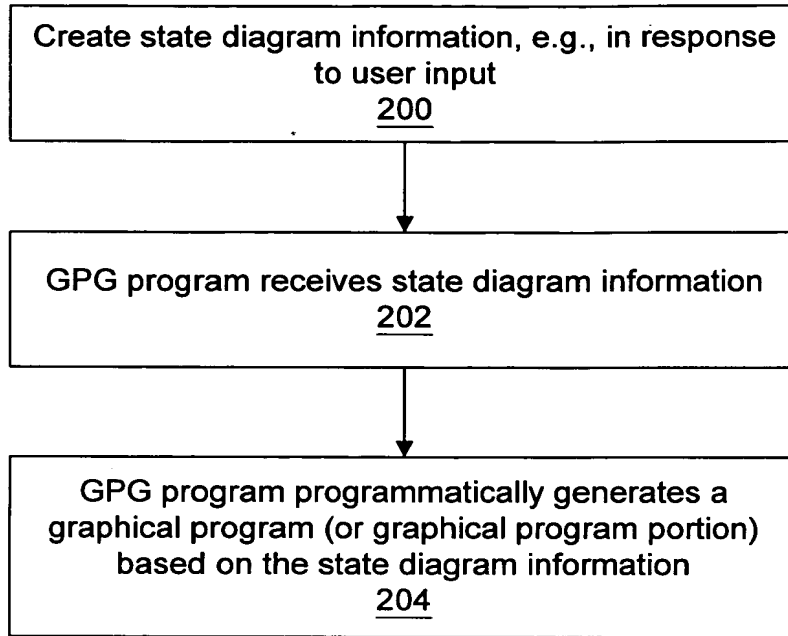 Create state diagram information, e.g., in response
to user input
200
GPG program receives state diagram information
202
GPG program programmatically generates a
graphical program (or graphical program portion)
based on the state diagram information
204